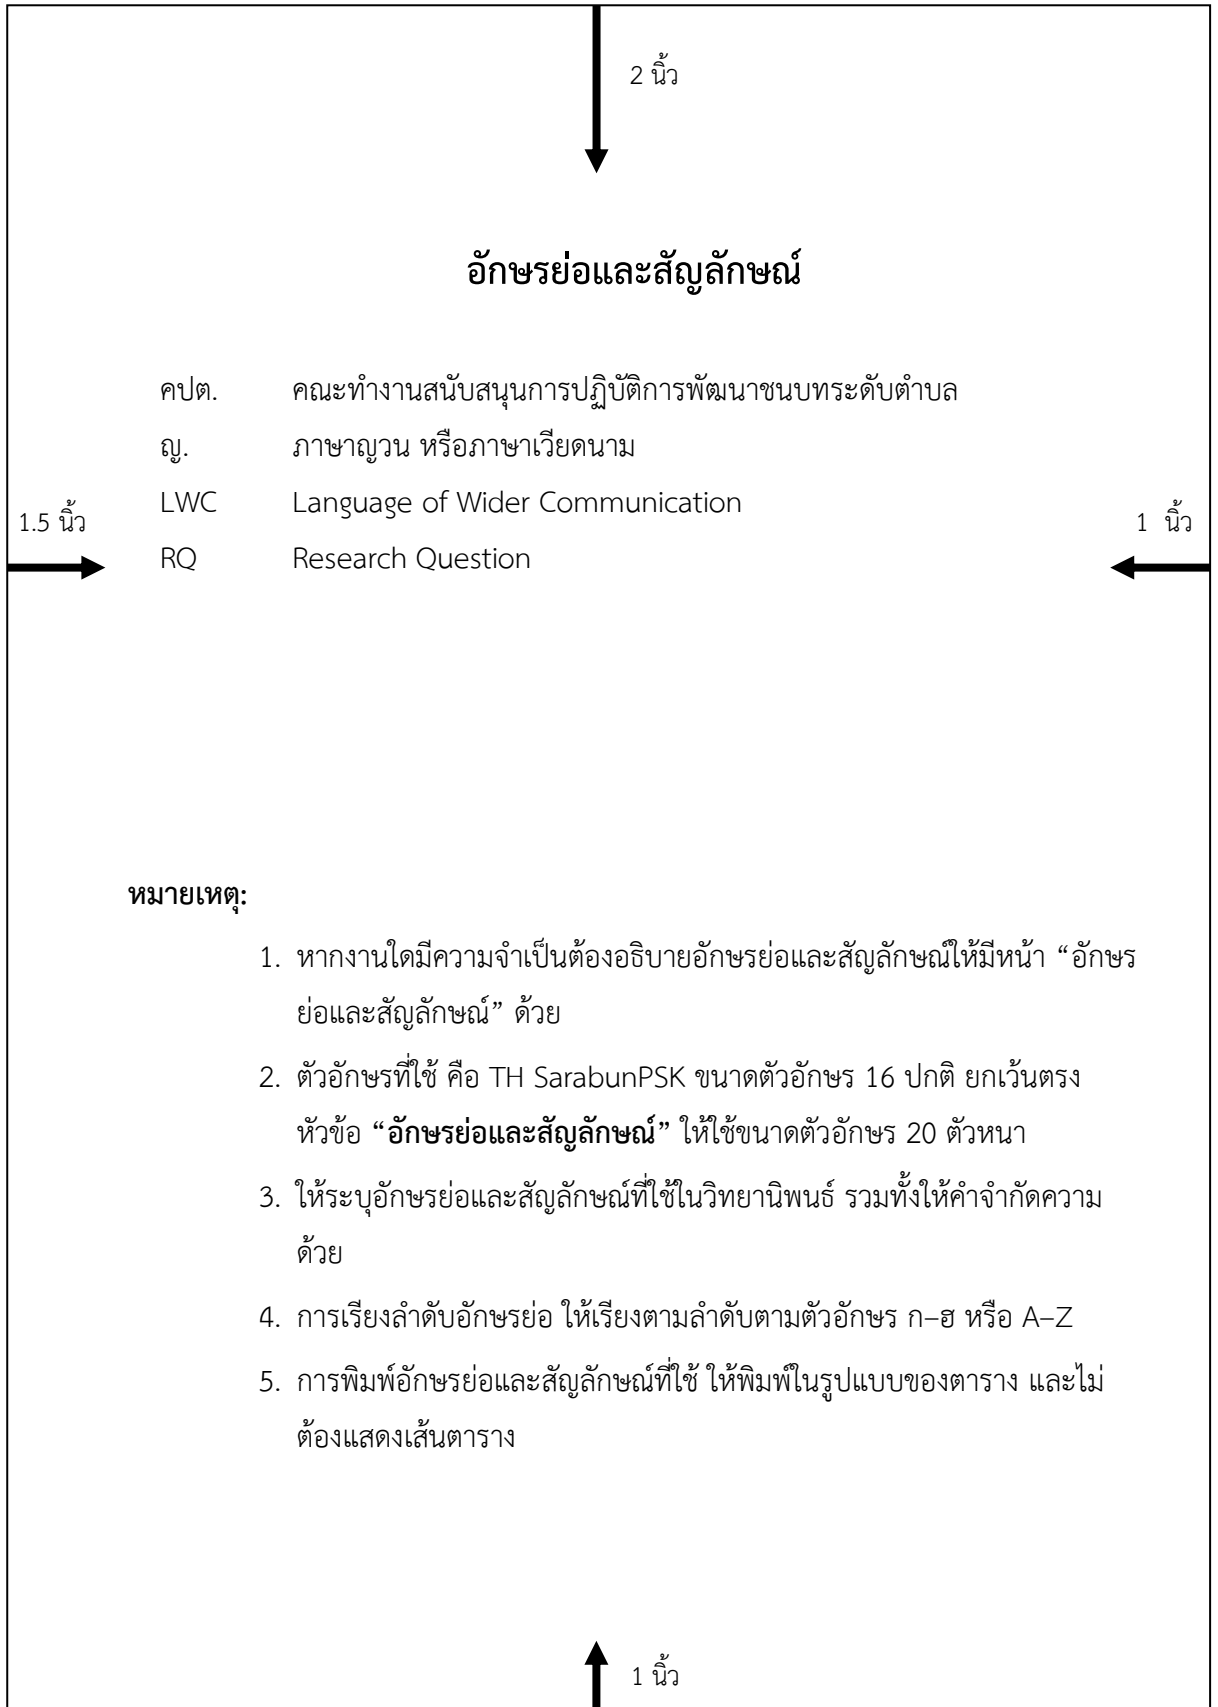 2 นิ้ว
อักษรย่อและสัญลักษณ์
คปต. คณะทำงานสนับสนุนการปฏิบัติการพัฒนาชนบทระดับตำบล
ญ. ภาษาญวน หรือภาษาเวียดนาม
LWC Language of Wider Communication
1.5 นิ้ว
1 นิ้ว
RQ Research Question
หมายเหตุ:
1. หากงานใดมีความจำเป็นต้องอธิบายอักษรย่อและสัญลักษณ์ให้มีหน้า “อักษร
ย่อและสัญลักษณ์” ด้วย
2. ตัวอักษรที่ใช้ คือ TH SarabunPSK ขนาดตัวอักษร 16 ปกติ ยกเว้นตรง
หัวข้อ “อักษรย่อและสัญลักษณ์” ให้ใช้ขนาดตัวอักษร 20 ตัวหนา
3. ให้ระบุอักษรย่อและสัญลักษณ์ที่ใช้ในวิทยานิพนธ์ รวมทั้งให้คำจำกัดความ
ด้วย
4. การเรียงลำดับอักษรย่อ ให้เรียงตามลำดับตามตัวอักษร ก–ฮ หรือ A–Z
5. การพิมพ์อักษรย่อและสัญลักษณ์ที่ใช้ ให้พิมพ์ในรูปแบบของตาราง และไม่
ต้องแสดงเส้นตาราง
1 นิ้ว